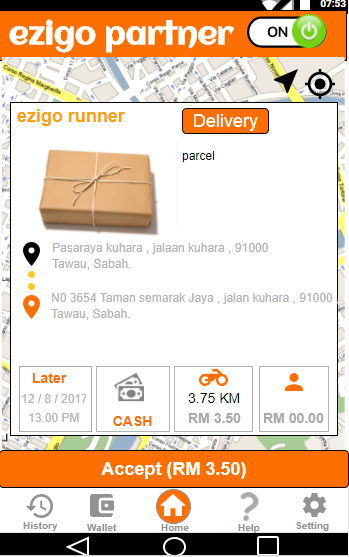 07:53
ezigo partner
ON
ezigo runner
Delivery
parcel
Pasaraya kuhara , jalaan kuhara , 91000
Tawau, Sabah.
N0 3654 Taman semarak Jaya , jalan kuhara , 91000
Tawau, Sabah.
Later
12 / 8 / 2017
13.00 PM
CASH
3.75 KM
RM 3.50
RM 00.00
Accept (RM 3.50)
History
Wallet
Home
Help
Setting